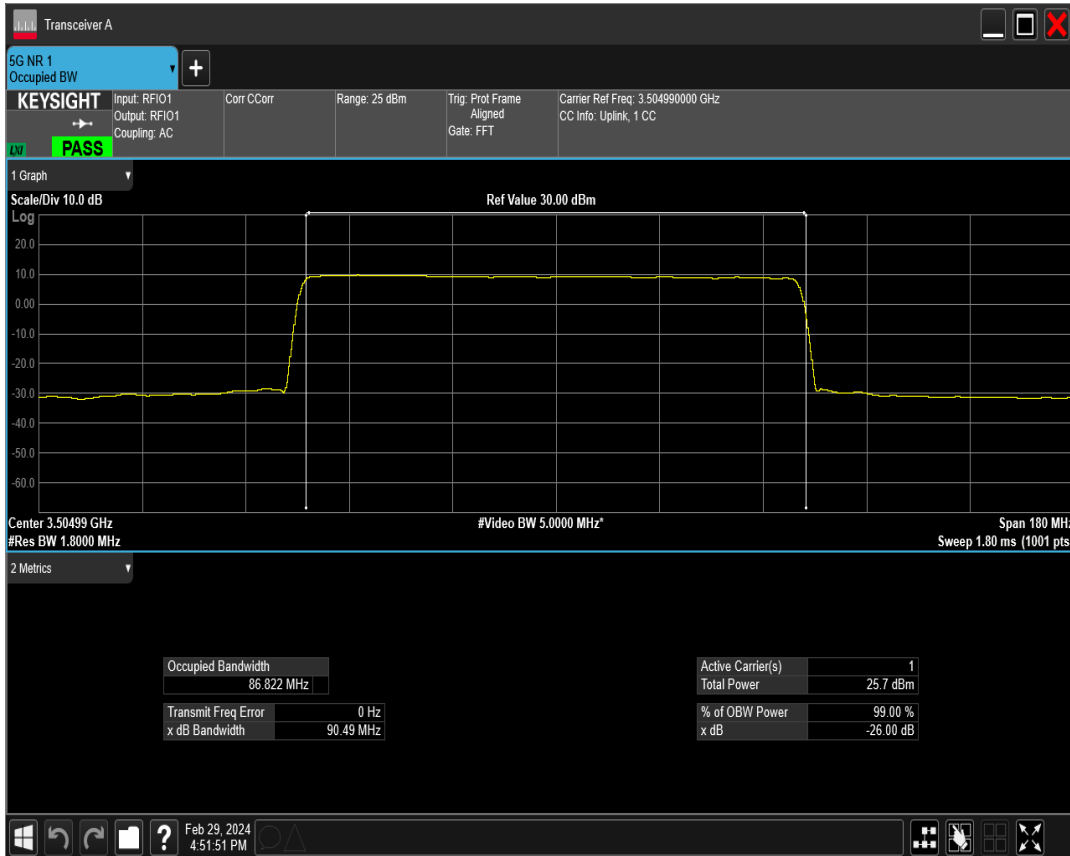 Transceiver A
5G NR 1
Occupied BW
KEYSIGHT
LXI
PASS
Input: RFIO1
Output: RFIO1
Coupling: AC
Corr CCorr
Range: 25 dBm
Trig: Prot Frame
Aligned
Gate: FFT
Carrier Ref Freq: 3.504990000 GHz
CC Info: Uplink, 1 CC
1 Graph
Scale/Div 10.0 dB
Ref Value 30.00 dBm
Log
20.0
10.0
0.00
-10.0
-20.0
-30.0
-40.0
-50.0
-60.0
Center 3.50499 GHz
#Video BW 5.0000 MHz*
Span 180 MHz
#Res BW 1.8000 MHz
Sweep 1.80 ms (1001 pts
2 Metrics
Occupied Bandwidth
86.822 MHz
Transmit Freq Error 0 Hz
x dB Bandwidth 90.49 MHz
Active Carrier(s) 1
Total Power 25.7 dBm
% of OBW Power 99.00 %
x dB -26.00 dB
?
Feb 29, 2024
4:51:51 PM